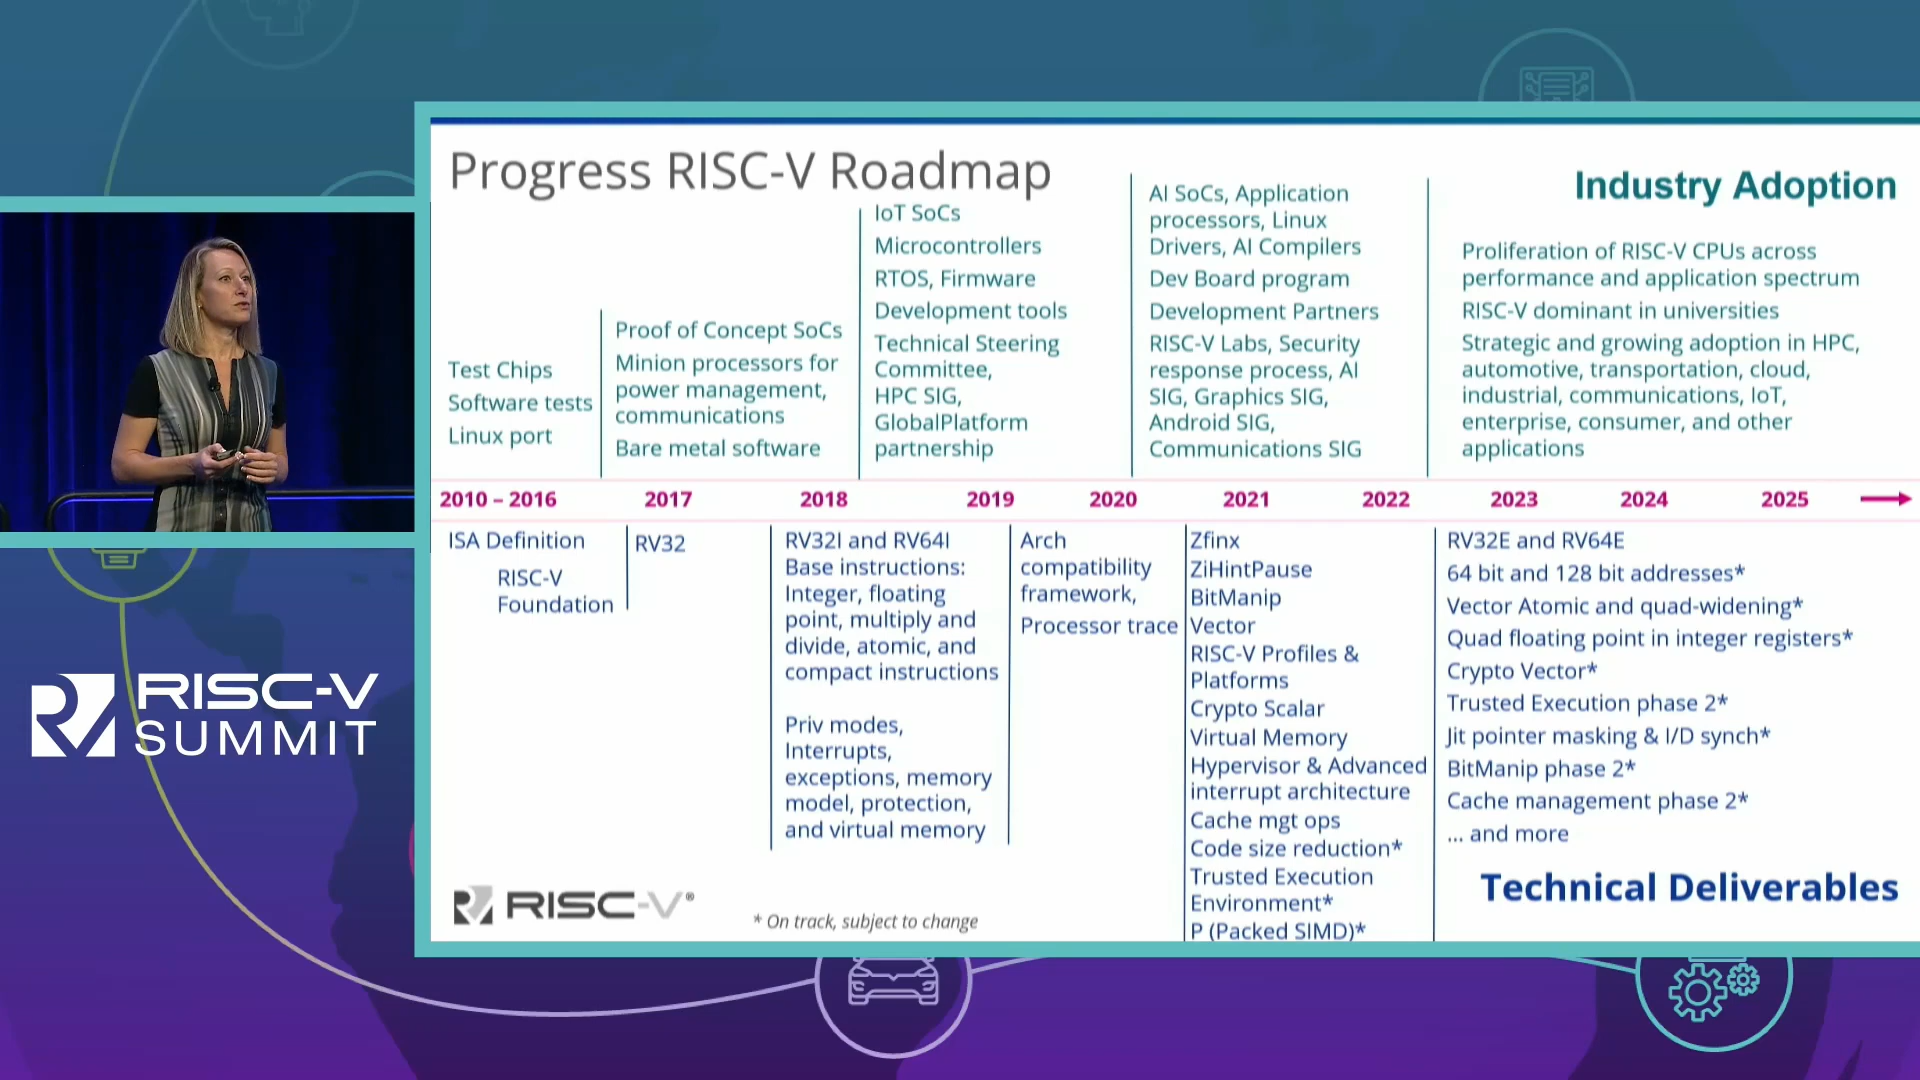 Progress RISC-V Roadmap
Industry Adoption
Test Chips
Software tests
Linux port
Proof of Concept SoCs
Minion processors for
power management,
communications
Bare metal software
IoT SoCs
Microcontrollers
RTOS, Firmware
Development tools
Technical Steering
Committee,
HPC SIG,
GlobalPlatform
partnership
AI SoCs, Application
processors, Linux
Drivers, AI Compilers
Dev Board program
Development Partners
RISC-V Labs, Security
response process, AI
SIG, Graphics SIG,
Android SIG,
Communications SIG
Proliferation of RISC-V CPUs across
performance and application spectrum
RISC-V dominant in universities
Strategic and growing adoption in HPC,
automotive, transportation, cloud,
industrial, communications, IoT,
enterprise, consumer, and other
applications
2010 – 2016 2017 2018 2019 2020 2021 2022 2023 2024 2025
ISA Definition
RISC-V
Foundation
RV32
RV32I and RV64I
Base instructions:
Integer, floating
point, multiply and
divide, atomic, and
compact instructions
Priv modes,
Interrupts,
exceptions, memory
model, protection,
and virtual memory
Arch
compatibility
framework,
Processor trace
Zfinx
ZiHintPause
BitManip
Vector
RISC-V Profiles &
Platforms
Crypto Scalar
Virtual Memory
Hypervisor & Advanced
interrupt architecture
Cache mgt ops
Code size reduction*
Trusted Execution
Environment*
P (Packed SIMD)*
RV32E and RV64E
64 bit and 128 bit addresses*
Vector Atomic and quad-widening*
Quad floating point in integer registers*
Crypto Vector*
Trusted Execution phase 2*
Jit pointer masking & I/D synch*
BitManip phase 2*
Cache management phase 2*
... and more
Technical Deliverables
RISC-V®
* On track, subject to change
RISC-V
SUMMIT